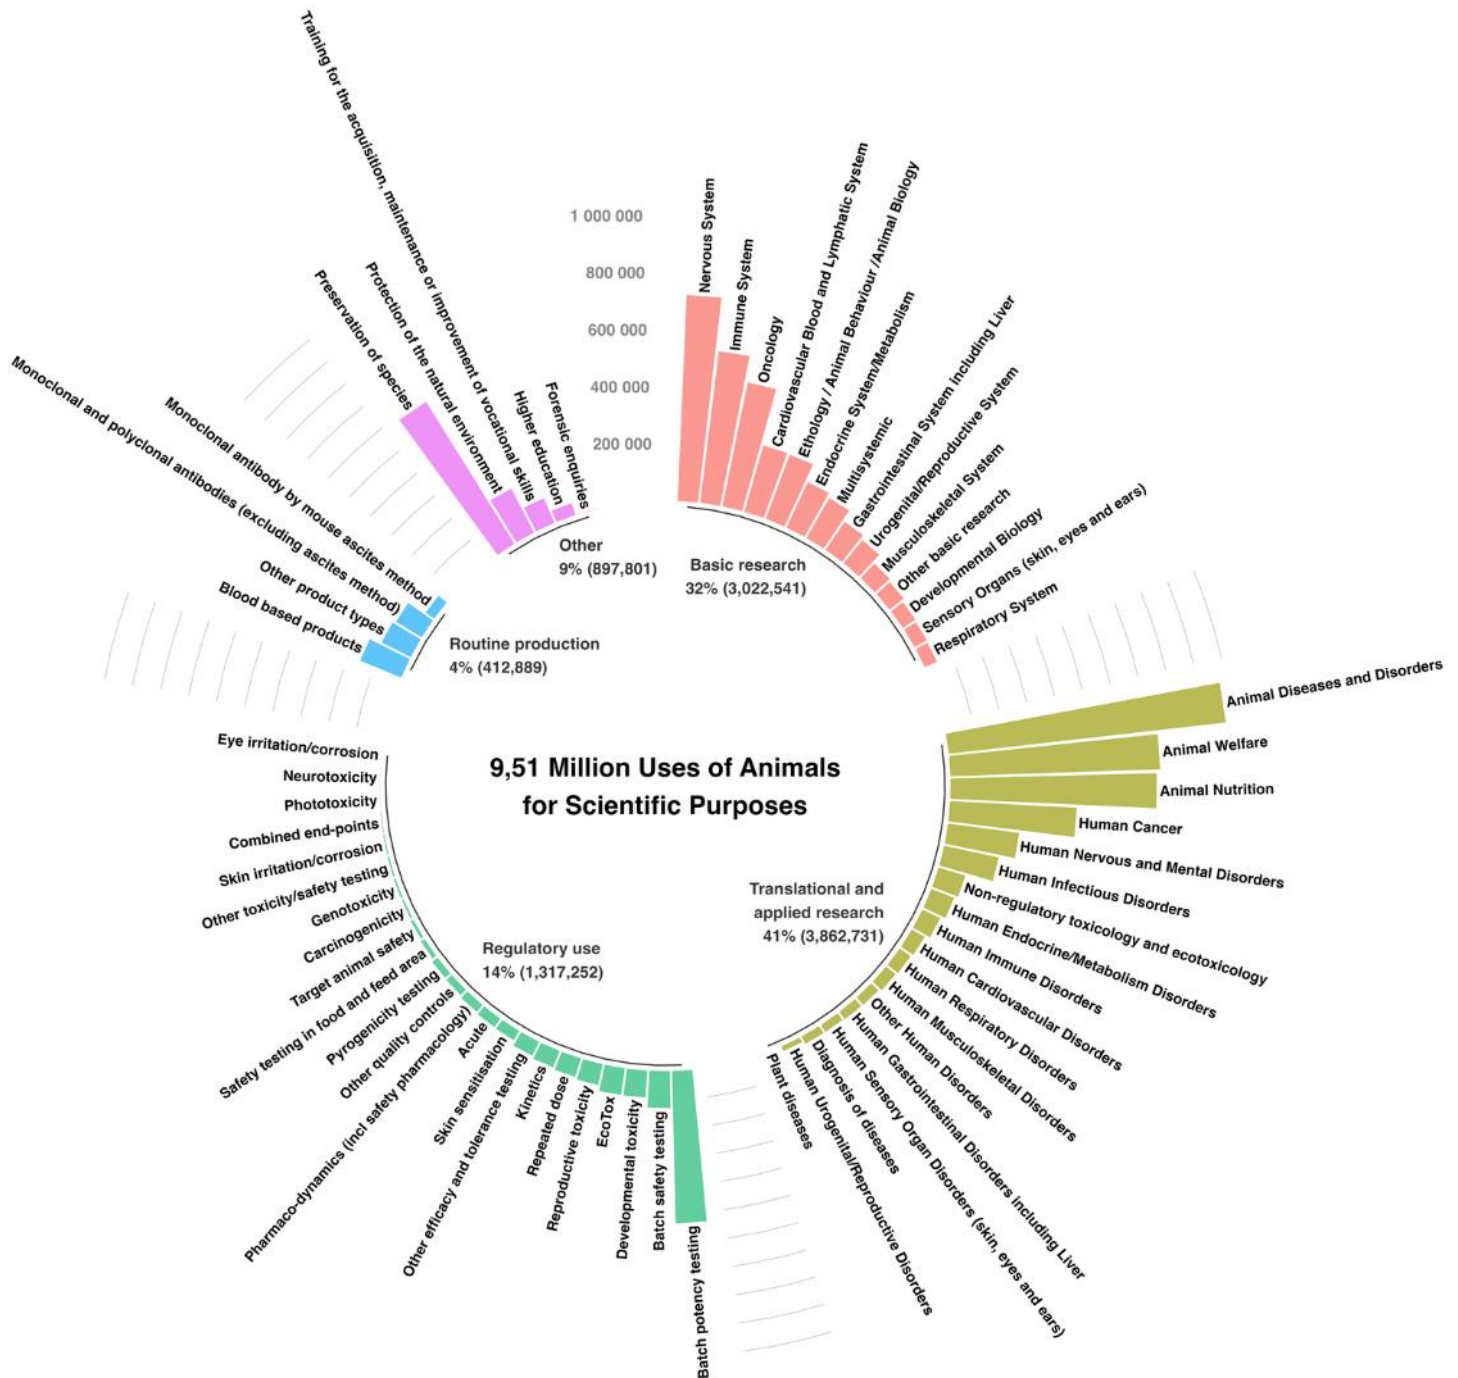 9,51 Million Uses of Animals
for Scientific Purposes
1 000 000
800 000
600 000
400 000
200 000
Basic research
32% (3,022,541)
Nervous System
Immune System
Oncology
Cardiovascular Blood and Lymphatic System
Ethology / Animal Behaviour /Animal Biology
Endocrine System/Metabolism
Multisystemic
Gastrointestinal System including Liver
Urogenital/Reproductive System
Musculoskeletal System
Other basic research
Developmental Biology
Sensory Organs (skin, eyes and ears)
Respiratory System
Translational and
applied research
41% (3,862,731)
Animal Diseases and Disorders
Animal Welfare
Animal Nutrition
Human Cancer
Human Nervous and Mental Disorders
Human Infectious Disorders
Non-regulatory toxicology and ecotoxicology
Human Endocrine/Metabolism Disorders
Human Immune Disorders
Human Cardiovascular Disorders
Human Respiratory Disorders
Human Musculoskeletal Disorders
Other Human Disorders
Human Gastrointestinal Disorders including Liver
Human Sensory Organ Disorders (skin, eyes and ears)
Diagnosis of diseases
Human Urogenital/Reproductive Disorders
Plant diseases
Regulatory use
14% (1,317,252)
Batch potency testing
Batch safety testing
Developmental toxicity
EcoTox
Reproductive toxicity
Repeated dose
Kinetics
Other efficacy and tolerance testing
Skin sensitisation
Acute
Pharmaco-dynamics (incl safety pharmacology)
Other quality controls
Pyrogenicity testing
Safety testing in food and feed area
Target animal safety
Carcinogenicity
Genotoxicity
Other toxicity/safety testing
Skin irritation/corrosion
Combined end-points
Phototoxicity
Neurotoxicity
Eye irritation/corrosion
Routine production
4% (412,889)
Blood based products
Other product types
Monoclonal and polyclonal antibodies (excluding ascites method)
Monoclonal antibody by mouse ascites method
Other
9% (897,801)
Preservation of species
Protection of the natural environment
Training for the acquisition, maintenance or improvement of vocational skills
Higher education
Forensic enquiries